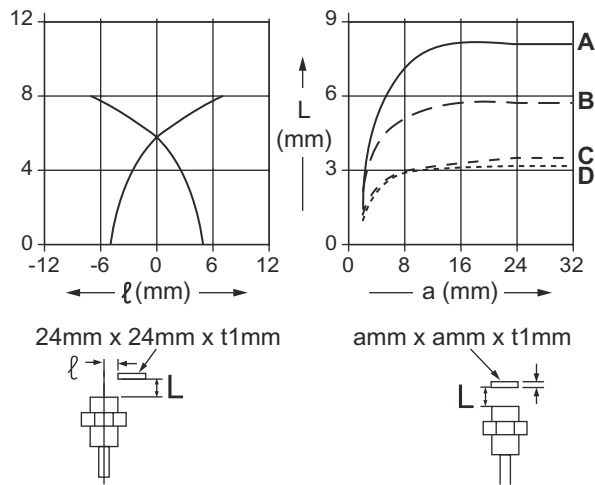 12
8
4
0
-12 -6 0 6 12
ℓ (mm)
L
(mm)
9
6
3
0
0 8 16 24 32
a (mm)
A
B
C
D
24mm x 24mm x t1mm
ℓ
L
amm x amm x t1mm
L